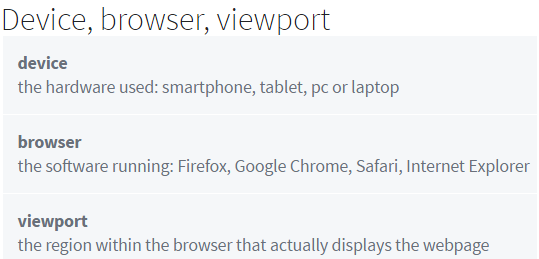 Device, browser, viewport
device
the hardware used: smartphone, tablet, pc or laptop
browser
the software running: Firefox, Google Chrome, Safari, Internet Explorer
viewport
the region within the browser that actually displays the webpage